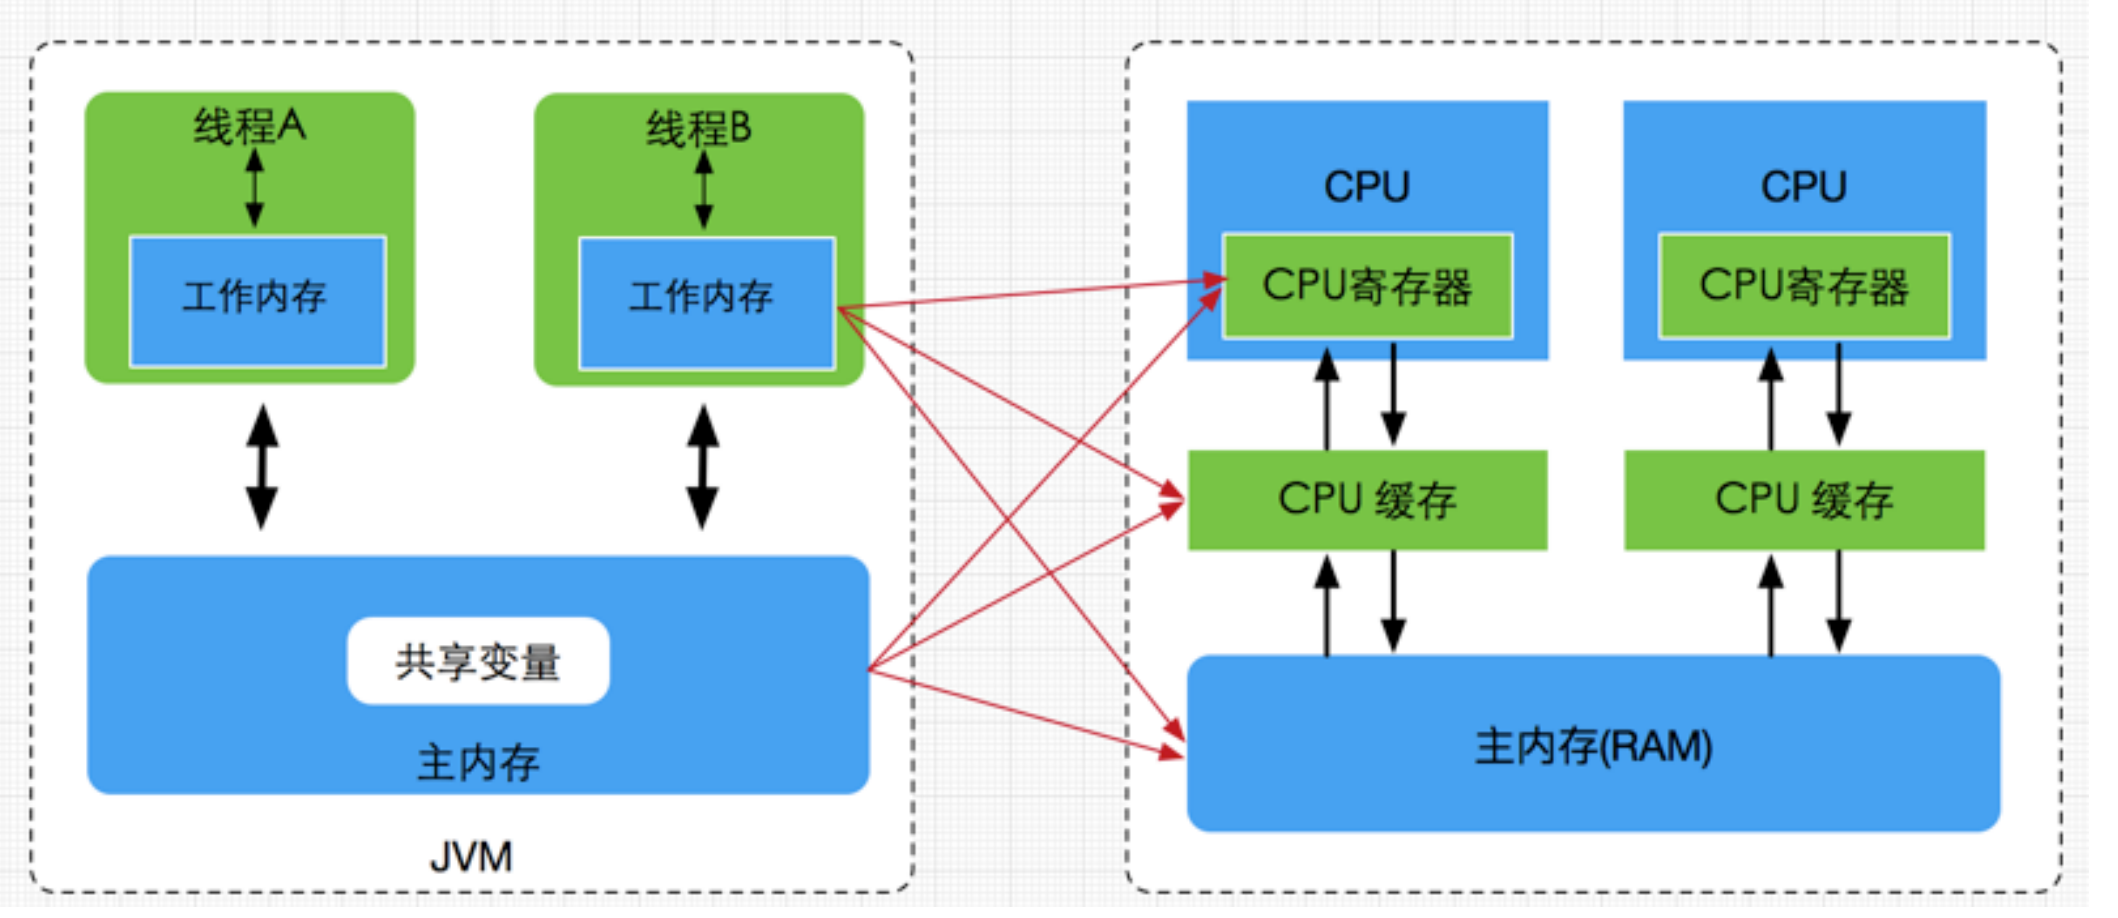 线程A
工作内存
线程B
工作内存
共享变量
主内存
JVM
CPU
CPU寄存器
CPU
CPU寄存器
CPU 缓存
CPU 缓存
主内存(RAM)